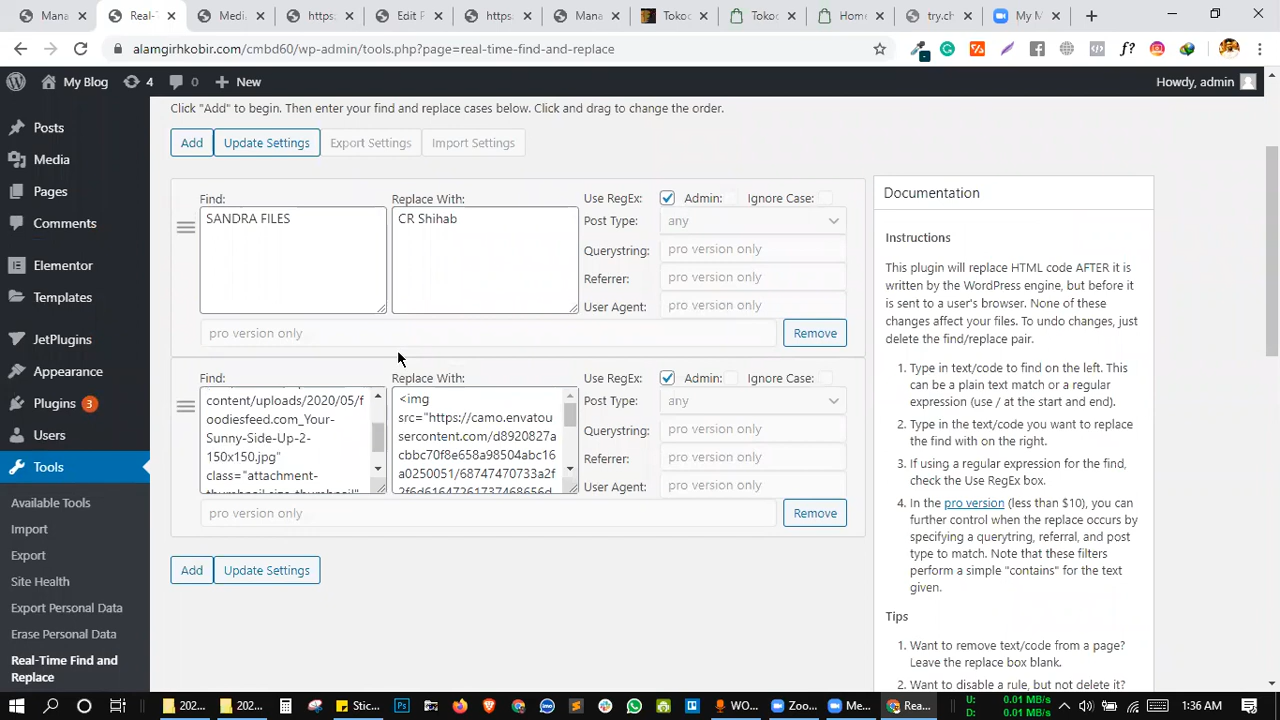 Mana
Real-T
Medi
https:
Edit P
https:
Mana
Tokoc
Tokoc
Home
try.ch
My M
alamgirhkobir.com/cmbt60/wp-admin/tools.php?page=real-time-find-and-replace
My Blog
4
0
New
Howdy, admin
Posts
Media
Pages
Comments
Elementor
Templates
JetPlugins
Appearance
Plugins 3
Users
Tools
Available Tools
Import
Export
Site Health
Export Personal Data
Erase Personal Data
Real-Time Find and
Replace
Click "Add" to begin. Then enter your find and replace cases below. Click and drag to change the order.
Add
Update Settings
Export Settings
Import Settings
Find:
SANDRA FILES
Replace With:
CR Shihab
Use RegEx:
Admin:
Ignore Case:
Post Type:
any
Querystring:
pro version only
Referrer:
pro version only
User Agent:
pro version only
pro version only
Remove
Find:
content/uploads/2020/05/f
oodiesfeed.com_Your-
Sunny-Side-Up-2-
150x150.jpg"
class="attachment-
thumbnail size-thumbnail"
Replace With:
<img
src="https://camo.envatou
sercontent.com/d8920827a
cbbc70f8e658a98504abc16
a0250051/68747470733a2f
2f6d61647261737468656d
Use RegEx:
Admin:
Ignore Case:
Post Type:
any
Querystring:
pro version only
Referrer:
pro version only
User Agent:
pro version only
pro version only
Remove
Add
Update Settings
Documentation
Instructions
This plugin will replace HTML code AFTER it is
written by the WordPress engine, but before it
is sent to a user's browser. None of these
changes affect your files. To undo changes, just
delete the find/replace pair.
1. Type in text/code to find on the left. This
can be a plain text match or a regular
expression (use / at the start and end).
2. Type in the text/code you want to replace
the find with on the right.
3. If using a regular expression for the find,
check the Use RegEx box.
4. In the pro version (less than $10), you can
further control when the replace occurs by
specifying a querytring, referral, and post
type to match. Note that these filters
perform a simple "contains" for the text
given.
Tips
1. Want to remove text/code from a page?
Leave the replace box blank.
2. Want to disable a rule, but not delete it?
202...
202...
Stic...
WO...
Zoo...
Me...
Rea...
U: 0.01 MB/s
D: 0.01 MB/s
1:36 AM